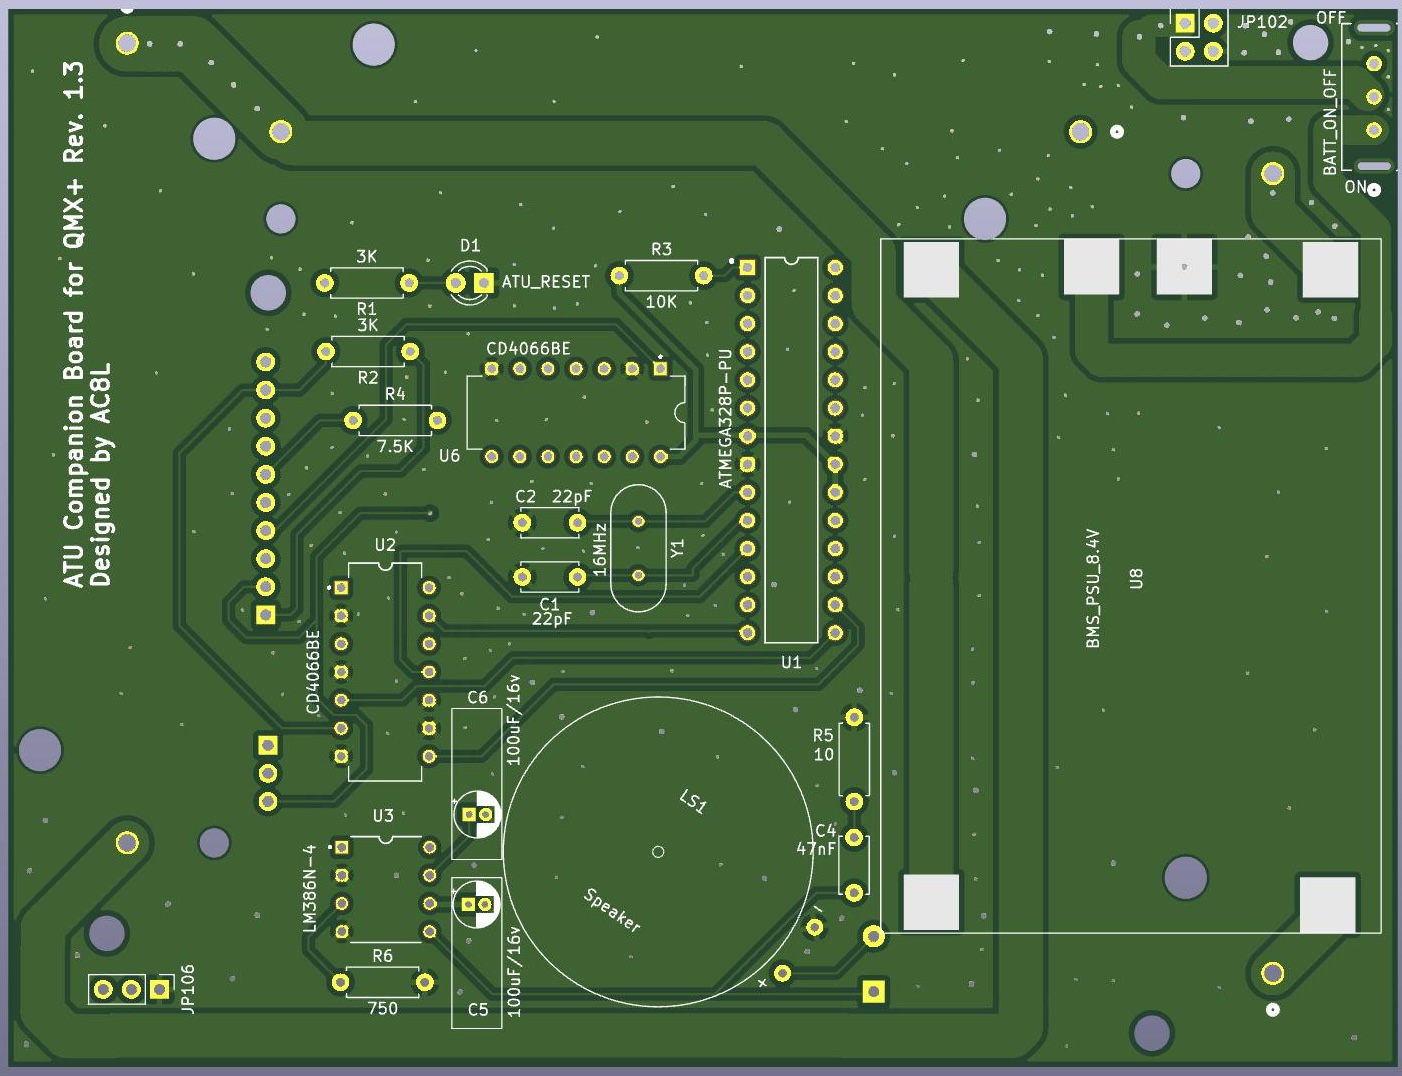 JP102
OFF
BATT_ON_OFF
ON
ATU Companion Board for QMX+ Rev. 1.3
Designed by AC8L
3K
R1
D1
ATU_RESET
R3
10K
3K
R2
R4
7.5K
CD4066BE
U6
ATMEGA328P-PU
U1
C2
22pF
16MHz
Y1
C1
22pF
U2
CD4066BE
BMS_PSU_8.4V
U8
C6
100uF/16v
R5
10
C4
47nF
LS1
Speaker
-
+
U3
LM386N-4
+
+
100uF/16v
C5
R6
750
JP106